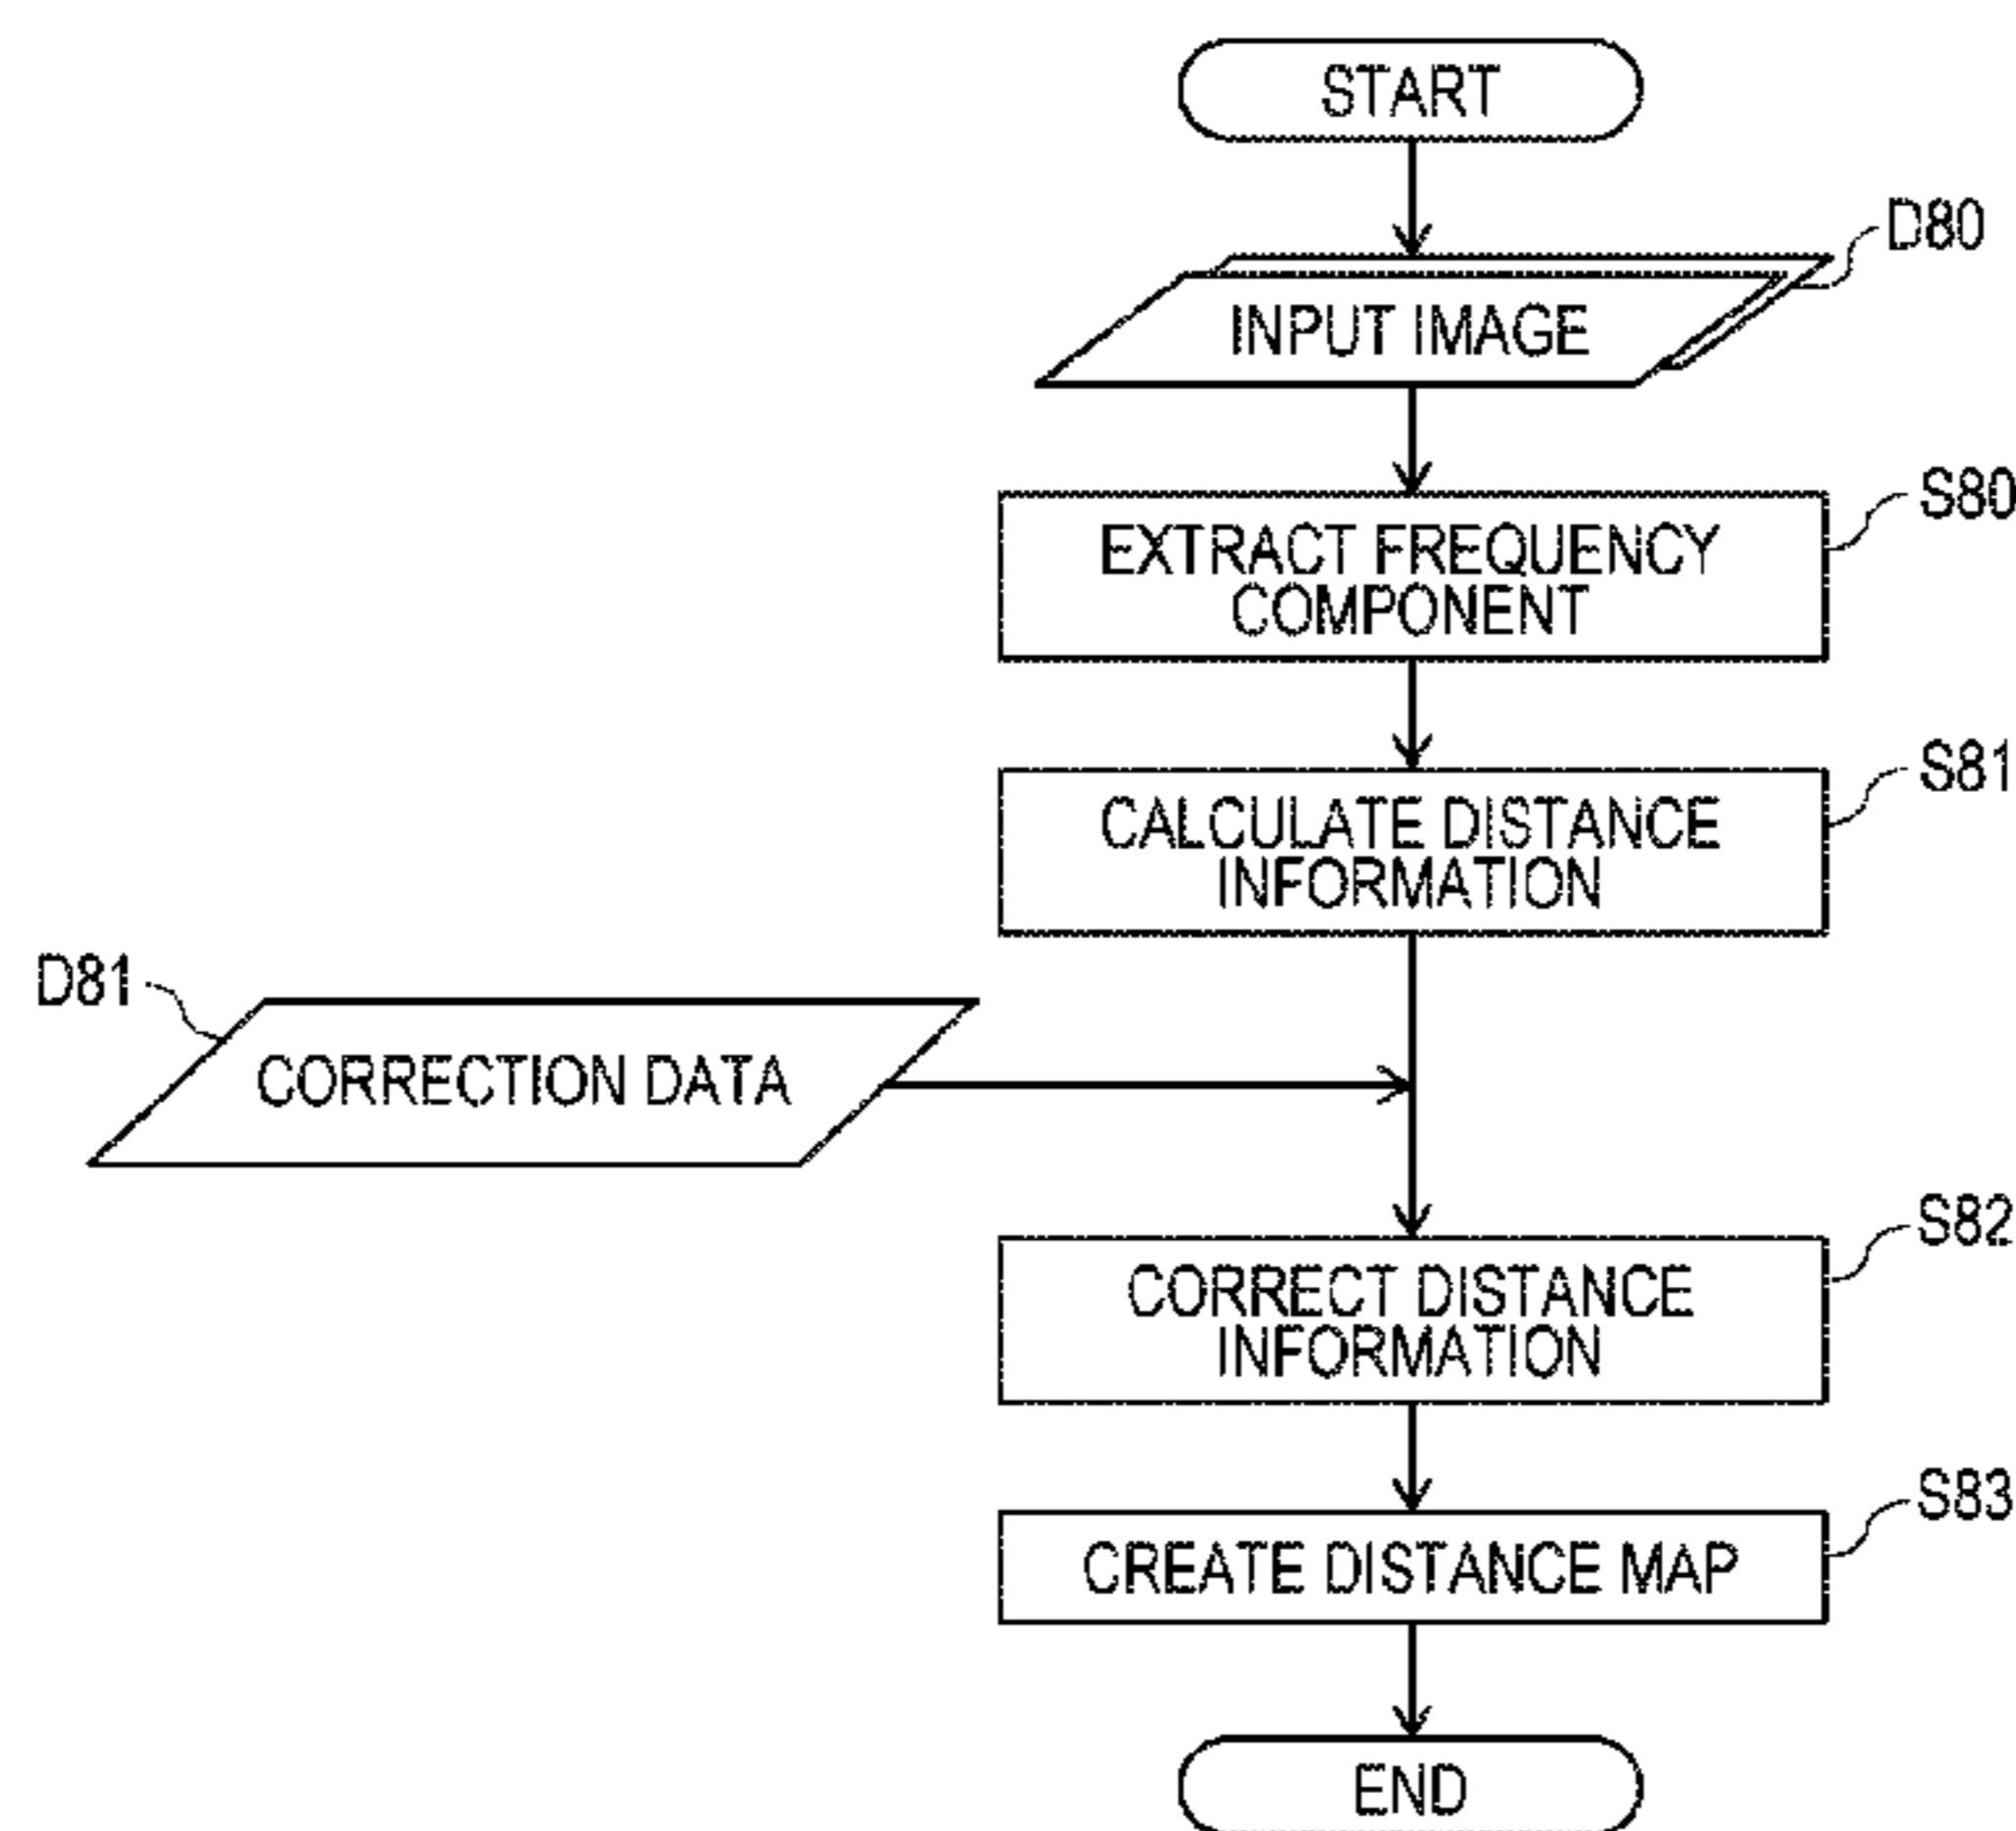 START
D80
INPUT IMAGE
S80
EXTRACT FREQUENCY
COMPONENT
S81
CALCULATE DISTANCE
INFORMATION
D81
CORRECTION DATA
S82
CORRECT DISTANCE
INFORMATION
S83
CREATE DISTANCE MAP
END